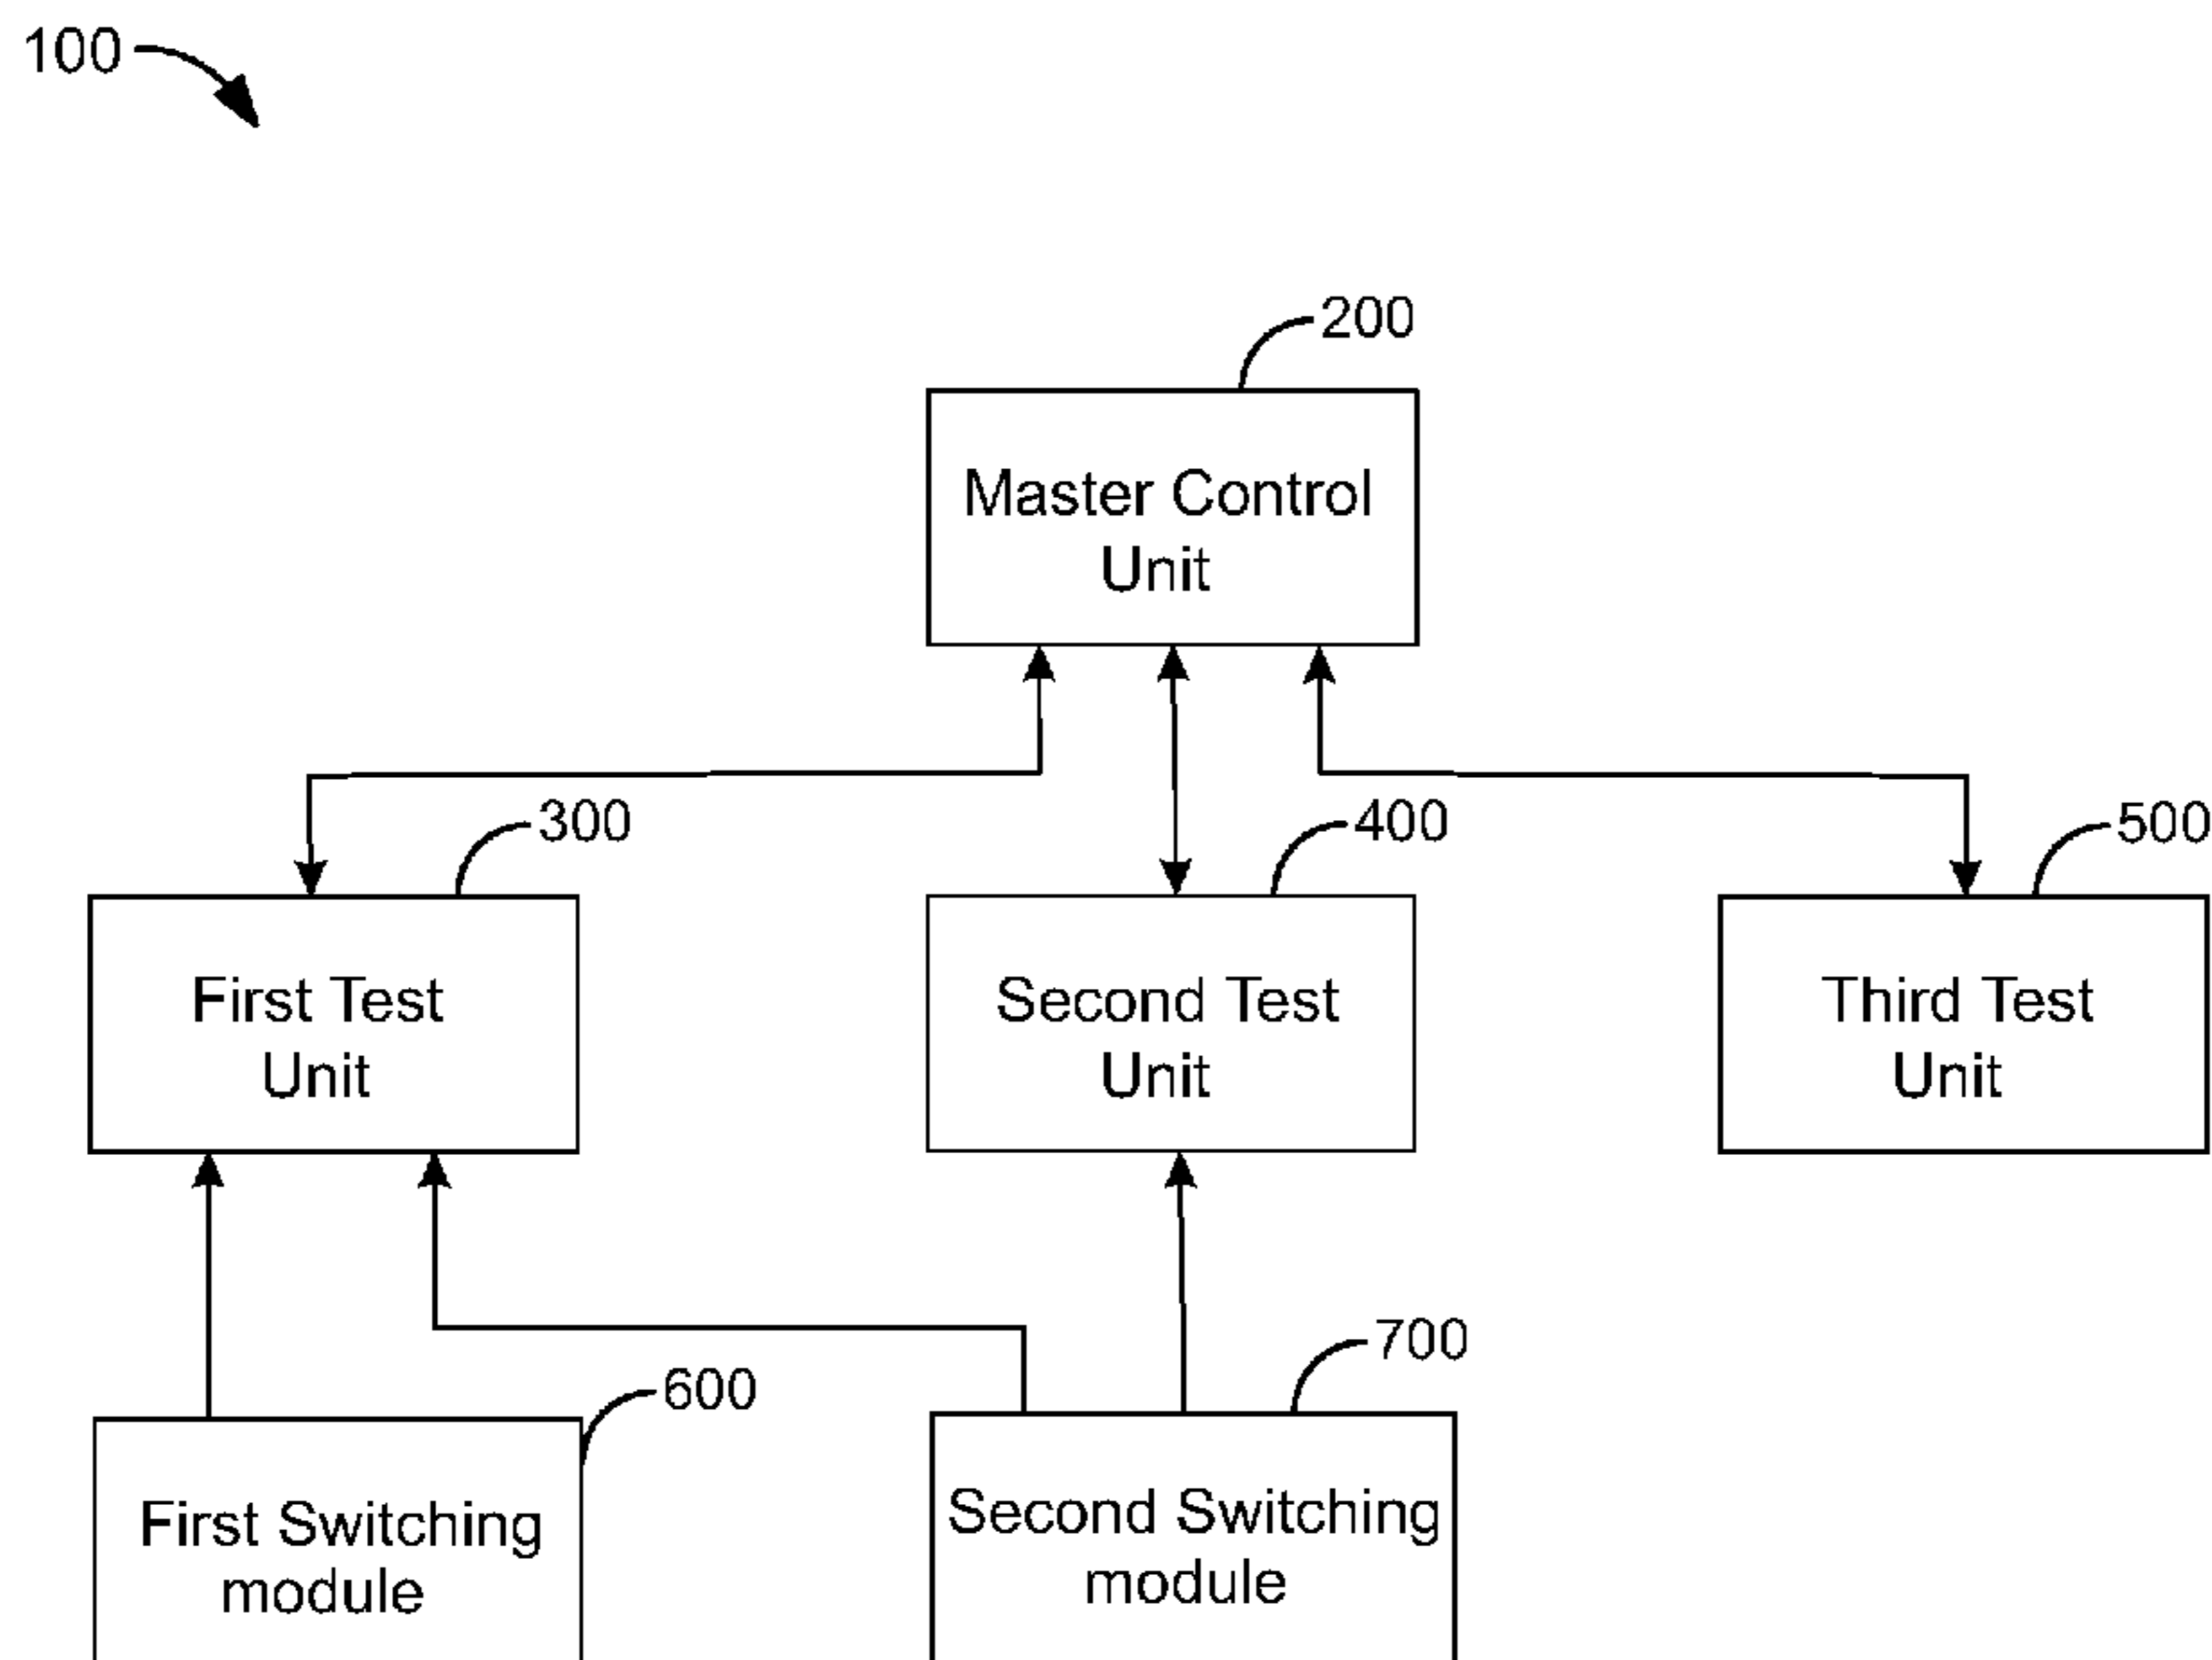 100
200
Master Control
Unit
300
400
500
First Test
Unit
Second Test
Unit
Third Test
Unit
600
700
First Switching
module
Second Switching
module